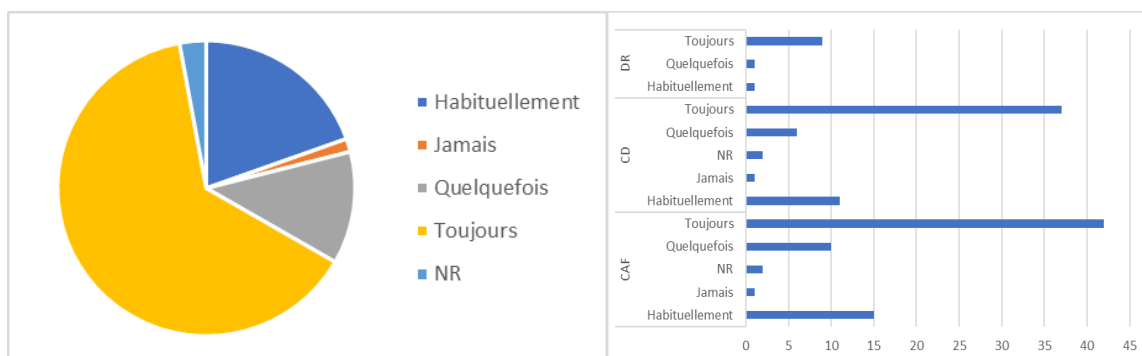 Habituellement
Jamais
Quelquefois
Toujours
NR
DR
Toujours
Quelquefois
Habituellement
CD
Toujours
Quelquefois
NR
Jamais
Habituellement
CAF
Toujours
Quelquefois
NR
Jamais
Habituellement
0 5 10 15 20 25 30 35 40 45